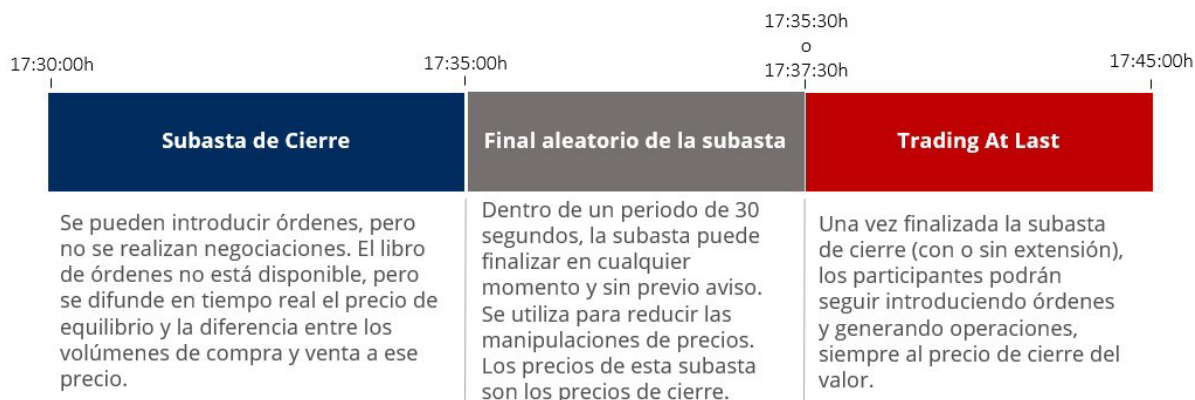 17:35:30h
o
17:30:00h
17:35:00h
17:37:30h
17:45:00h
Subasta de Cierre
Final aleatorio de la subasta
Trading At Last
Se pueden introducir órdenes, pero
no se realizan negociaciones. El libro
de órdenes no está disponible, pero
se difunde en tiempo real el precio de
equilibrio y la diferencia entre los
volúmenes de compra y venta a ese
precio.
Dentro de un periodo de 30
segundos, la subasta puede
finalizar en cualquier
momento y sin previo aviso.
Se utiliza para reducir las
manipulaciones de precios.
Los precios de esta subasta
son los precios de cierre.
Una vez finalizada la subasta
de cierre (con o sin extensión),
los participantes podrán
seguir introduciendo órdenes
y generando operaciones,
siempre al precio de cierre del
valor.